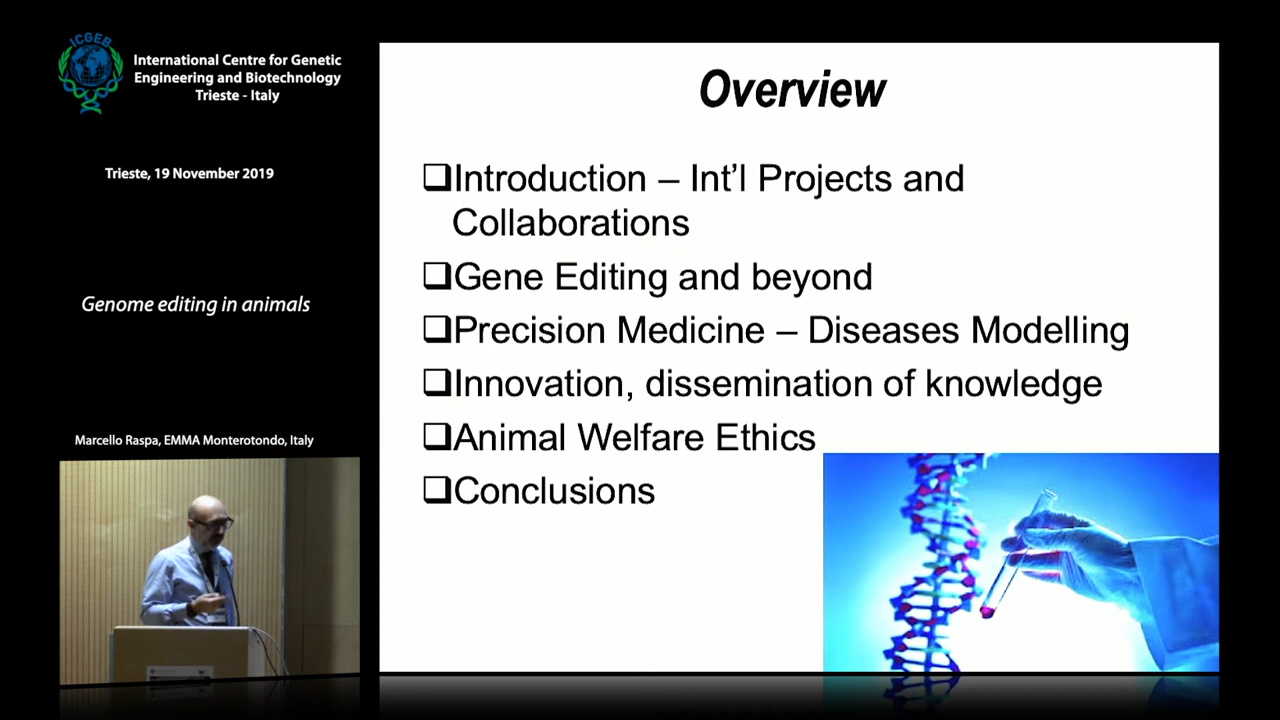 ICGEB
International Centre for Genetic
Engineering and Biotechnology
Trieste - Italy
Trieste, 19 November 2019
Genome editing in animals
Marcello Raspa, EMMA Monterotondo, Italy
Overview
Introduction – Int'l Projects and
Collaborations
Gene Editing and beyond
Precision Medicine – Diseases Modelling
Innovation, dissemination of knowledge
Animal Welfare Ethics
Conclusions